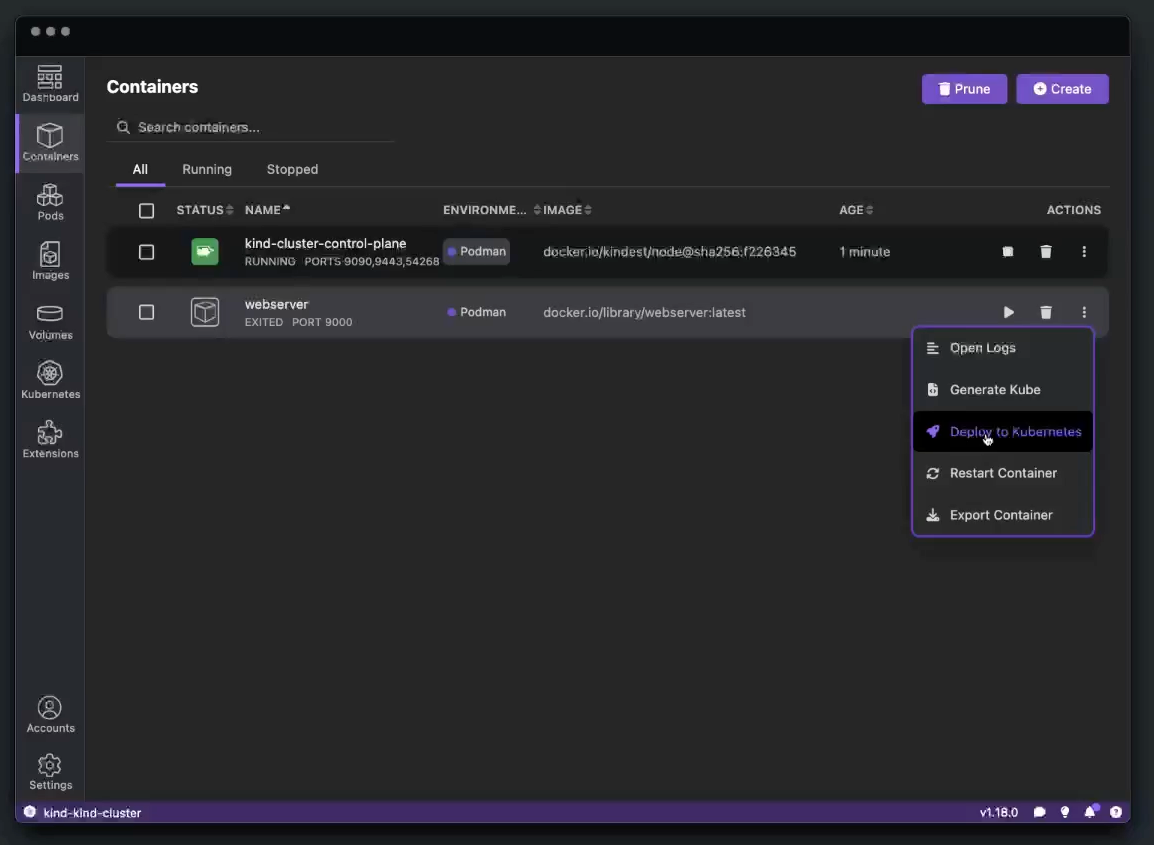 Dashboard
Containers
Pods
Images
Volumes
Kubernetes
Extensions
Accounts
Settings
Containers
Prune
Create
Search containers...
All Running Stopped
STATUS NAME ENVIRONME... IMAGE AGE ACTIONS
kind-cluster-control-plane
RUNNING PORTS 9090,9443,54268
Podman
docker.io/kindest/node@sha256:f226345
1 minute
webserver
EXITED PORT 9000
Podman
docker.io/library/webserver:latest
Open Logs
Generate Kube
Deploy to Kubernetes
Restart Container
Export Container
kind-kind-cluster
v1.18.0